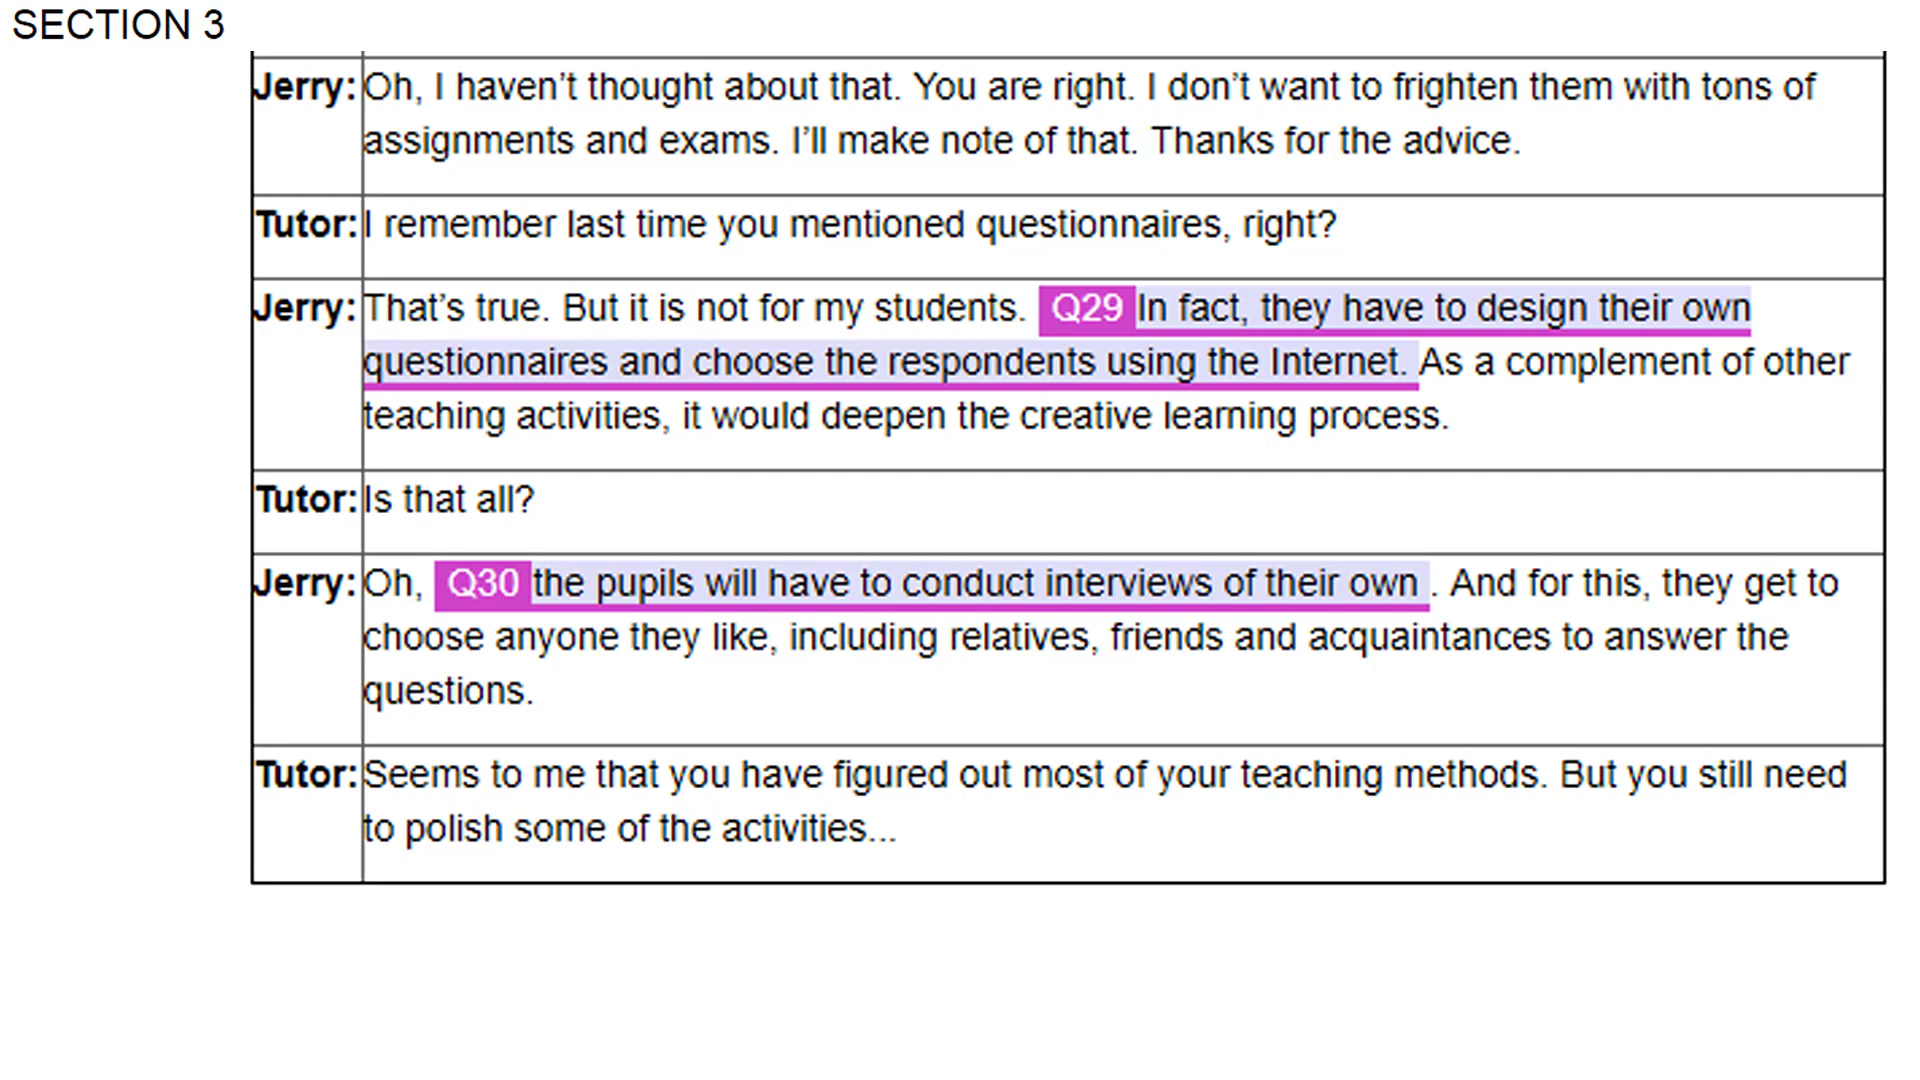 SECTION 3
Jerry: Oh, I haven’t thought about that. You are right. I don’t want to frighten them with tons of
assignments and exams. I’ll make note of that. Thanks for the advice.
Tutor: I remember last time you mentioned questionnaires, right?
Jerry: That’s true. But it is not for my students. Q29 In fact, they have to design their own
questionnaires and choose the respondents using the Internet. As a complement of other
teaching activities, it would deepen the creative learning process.
Tutor: Is that all?
Jerry: Oh, Q30 the pupils will have to conduct interviews of their own . And for this, they get to
choose anyone they like, including relatives, friends and acquaintances to answer the
questions.
Tutor: Seems to me that you have figured out most of your teaching methods. But you still need
to polish some of the activities...